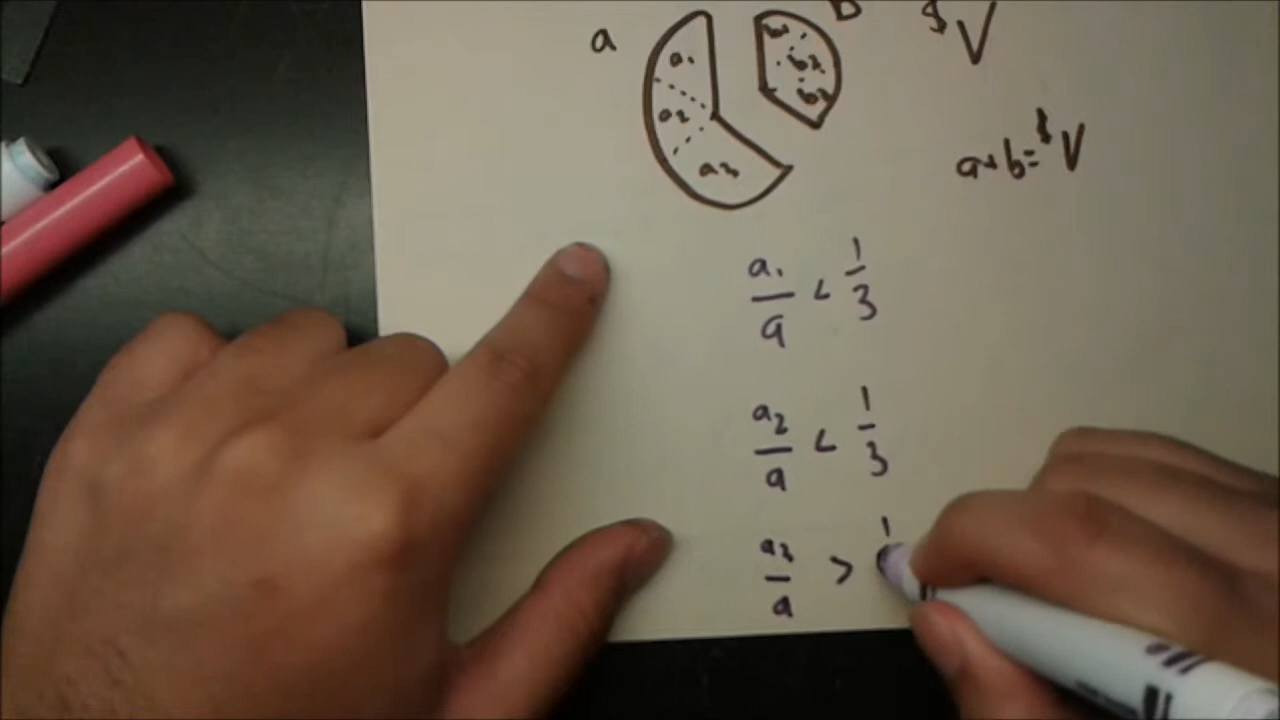 a
a1
a2
a3
b
b1
b2
b3
$V
a+b=$V
a1/a < 1/3
a2/a < 1/3
a3/a > 1